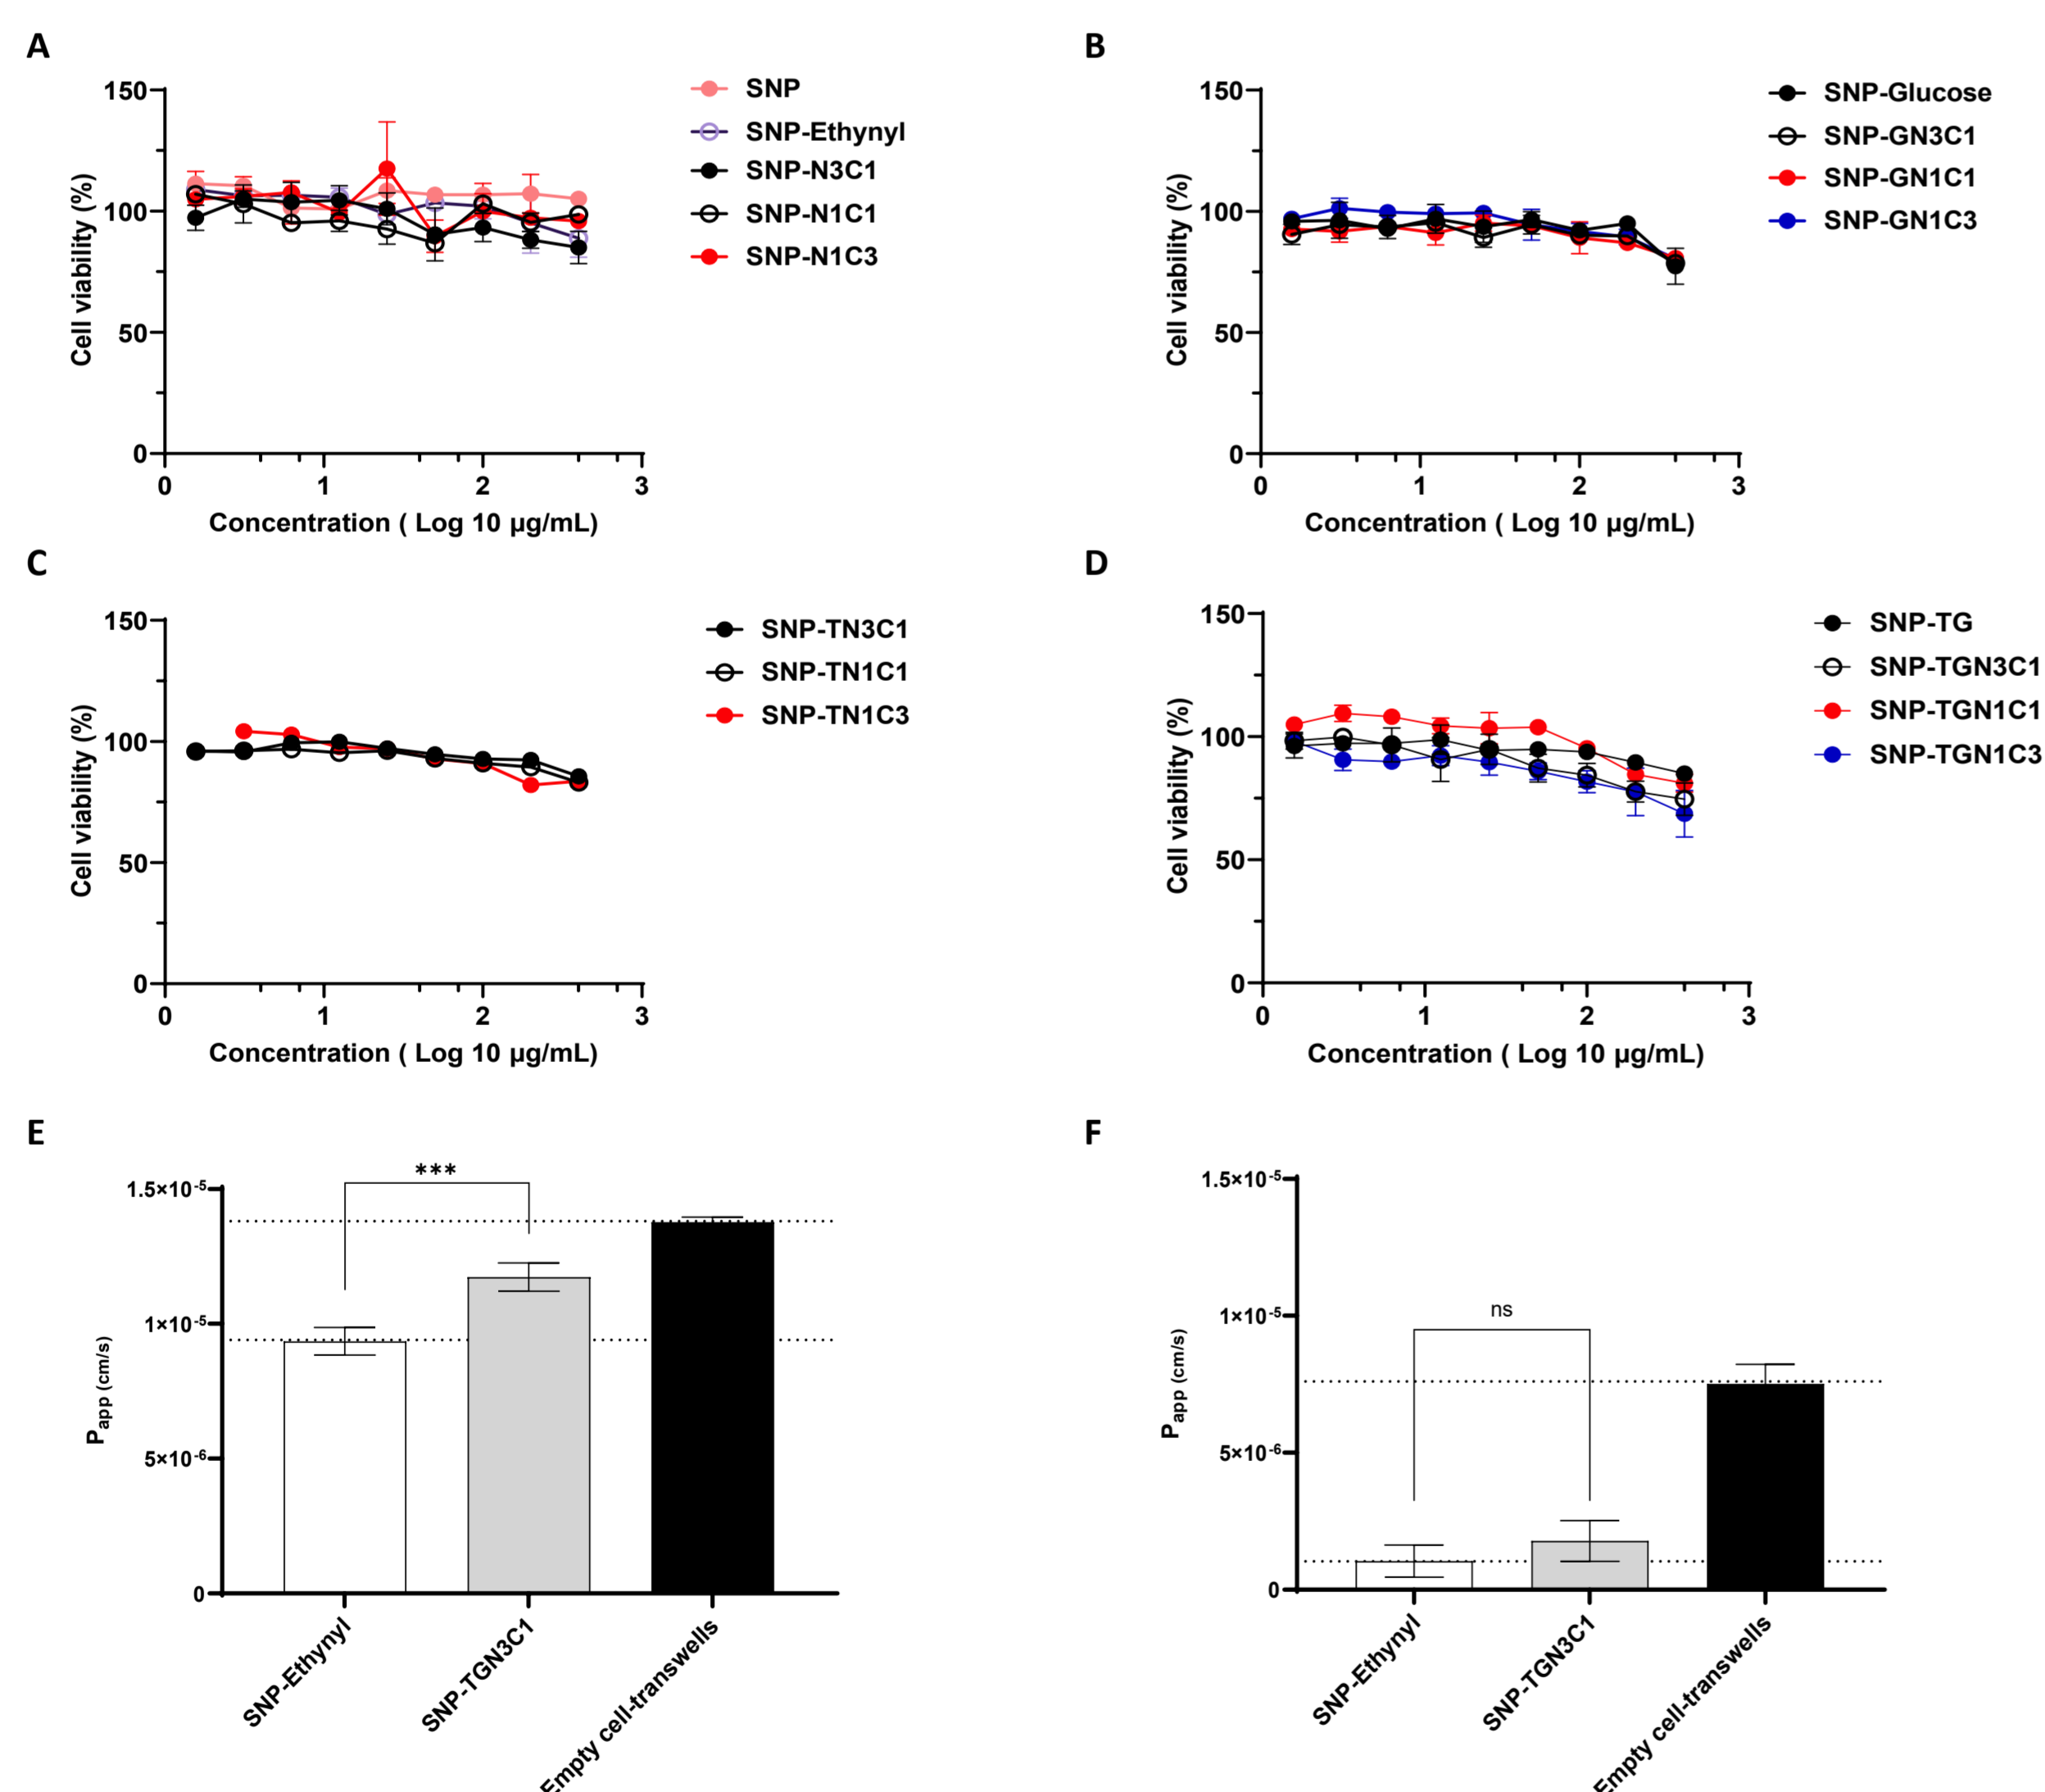 A
150
100
50
0
0 1 2 3
Cell viability (%)
Concentration ( Log 10 µg/mL)
SNP
SNP-Ethynyl
SNP-N3C1
SNP-N1C1
SNP-N1C3
B
150
100
50
0
0 1 2 3
Cell viability (%)
Concentration ( Log 10 µg/mL)
SNP-Glucose
SNP-GN3C1
SNP-GN1C1
SNP-GN1C3
C
150
100
50
0
0 1 2 3
Cell viability (%)
Concentration ( Log 10 µg/mL)
SNP-TN3C1
SNP-TN1C1
SNP-TN1C3
D
150
100
50
0
0 1 2 3
Cell viability (%)
Concentration ( Log 10 µg/mL)
SNP-TG
SNP-TGN3C1
SNP-TGN1C1
SNP-TGN1C3
E
***
1.5×10⁻⁵
1×10⁻⁵
5×10⁻⁶
0
Papp (cm/s)
SNP-Ethynyl
SNP-TGN3C1
Empty cell-transwells
F
ns
1.5×10⁻⁵
1×10⁻⁵
5×10⁻⁶
0
Papp (cm/s)
SNP-Ethynyl
SNP-TGN3C1
Empty cell-transwells